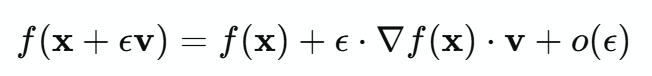 f(x + ϵv) = f(x) + ϵ · ∇f(x) · v + o(ϵ)